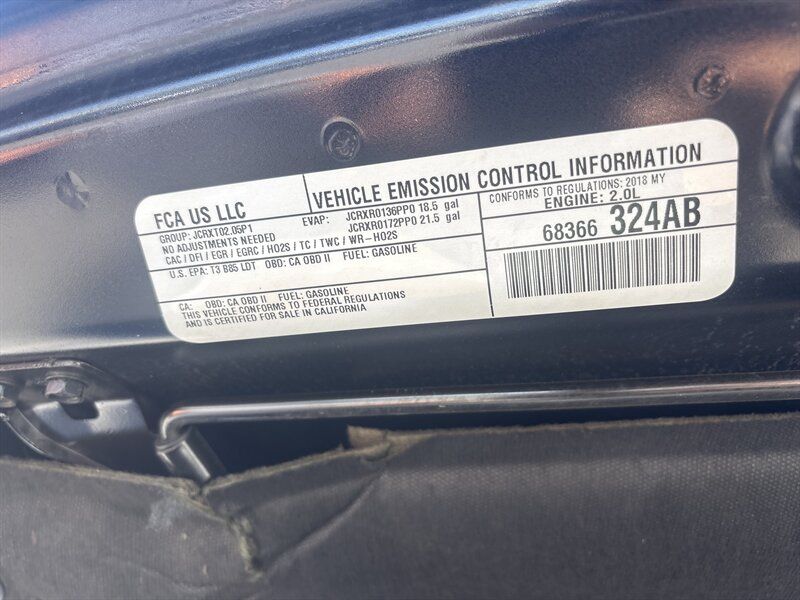 FCA US LLC
VEHICLE EMISSION CONTROL INFORMATION
GROUP: JCRXT02.05P1
NO ADJUSTMENTS NEEDED
CAC / DFI / EGR / EGRC / HO2S / TC / TWC / WR-HO2S
EVAP: JCRXR0136PP0 18.5 gal
JCRXR0172PP0 21.5 gal
U.S. EPA: T3 B85 LDT OBD: CA OBD II FUEL: GASOLINE
CA: OBD: CA OBD II FUEL: GASOLINE
THIS VEHICLE CONFORMS TO FEDERAL REGULATIONS
AND IS CERTIFIED FOR SALE IN CALIFORNIA
CONFORMS TO REGULATIONS: 2018 MY
ENGINE: 2.0L
68366 324AB